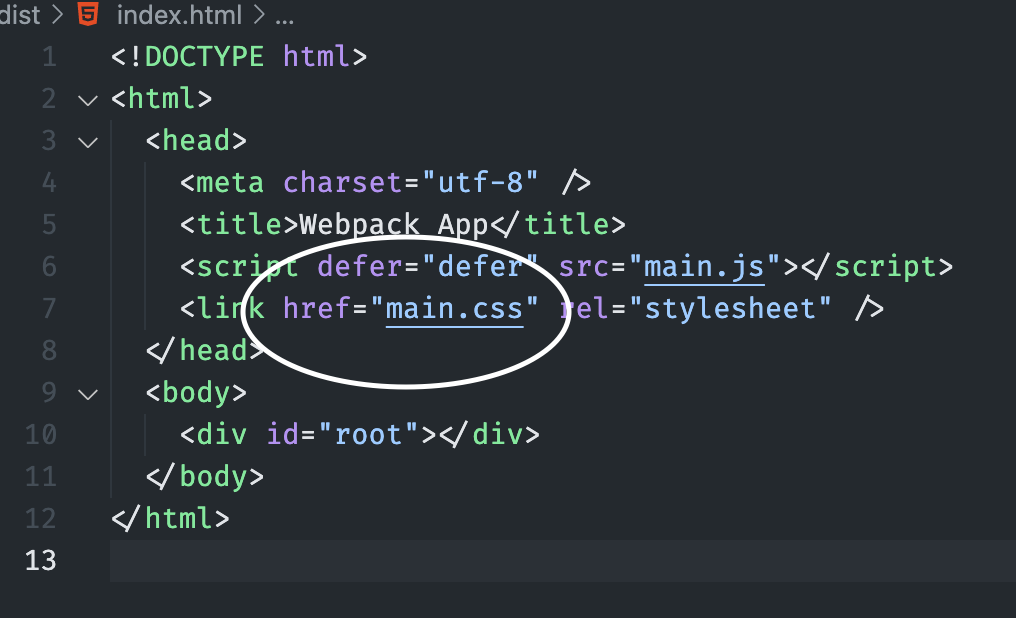 dist > index.html > ...
1 <!DOCTYPE html>
2 <html>
3 <head>
4 <meta charset="utf-8" />
5 <title>Webpack App</title>
6 <script defer="defer" src="main.js"></script>
7 <link href="main.css" rel="stylesheet" />
8 </head>
9 <body>
10 <div id="root"></div>
11 </body>
12 </html>
13